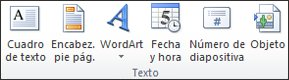 Cuadro de texto
Encabez. pie pág.
WordArt
Fecha y hora
Número de diapositiva
Objeto
Texto